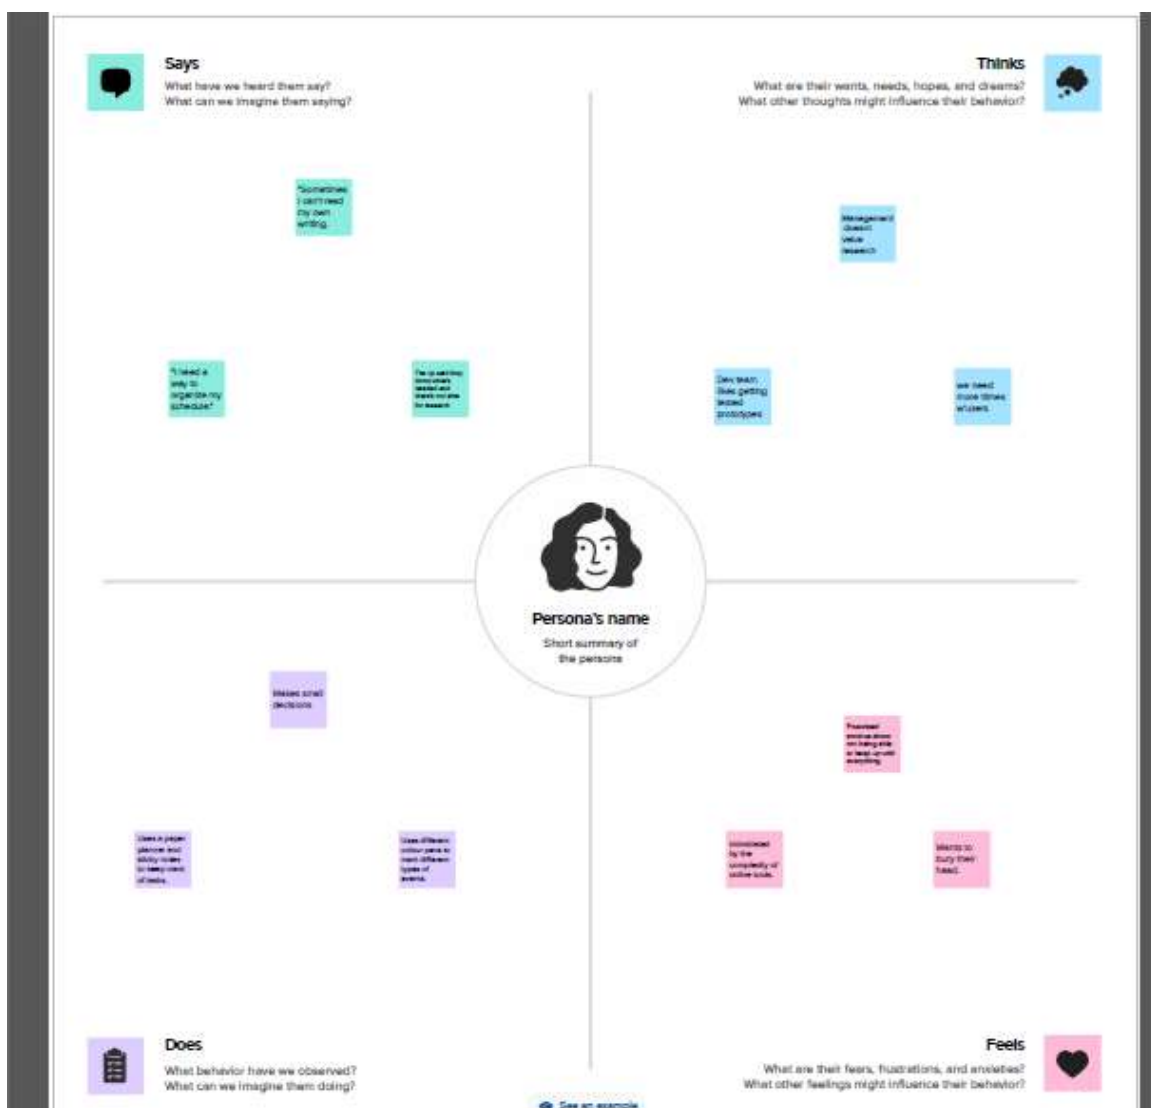 Says
What have we heard them say?
What can we imagine them saying?
Thinks
What are their wants, needs, hopes, and dreams?
What other thoughts might influence their behavior?
"Sometimes
I can't read
my own
writing.
Management
doesn't
value
research
"I need a
way to
organize my
schedule."
for research
Dev team
likes getting
tested
prototypes
we need
more times
w/users
Persona's name
Short summary of
the persona
Makes small
decisions
everything
Uses a paper
planner and
sticky notes
to keep track
of tasks.
Uses different
colour pens to
mark different
types of
events.
by the
complexity of
online tools.
Wants to
bury their
head.
Does
What behavior have we observed?
What can we imagine them doing?
Feels
What are their fears, frustrations, and anxieties?
What other feelings might influence their behavior?
See an example